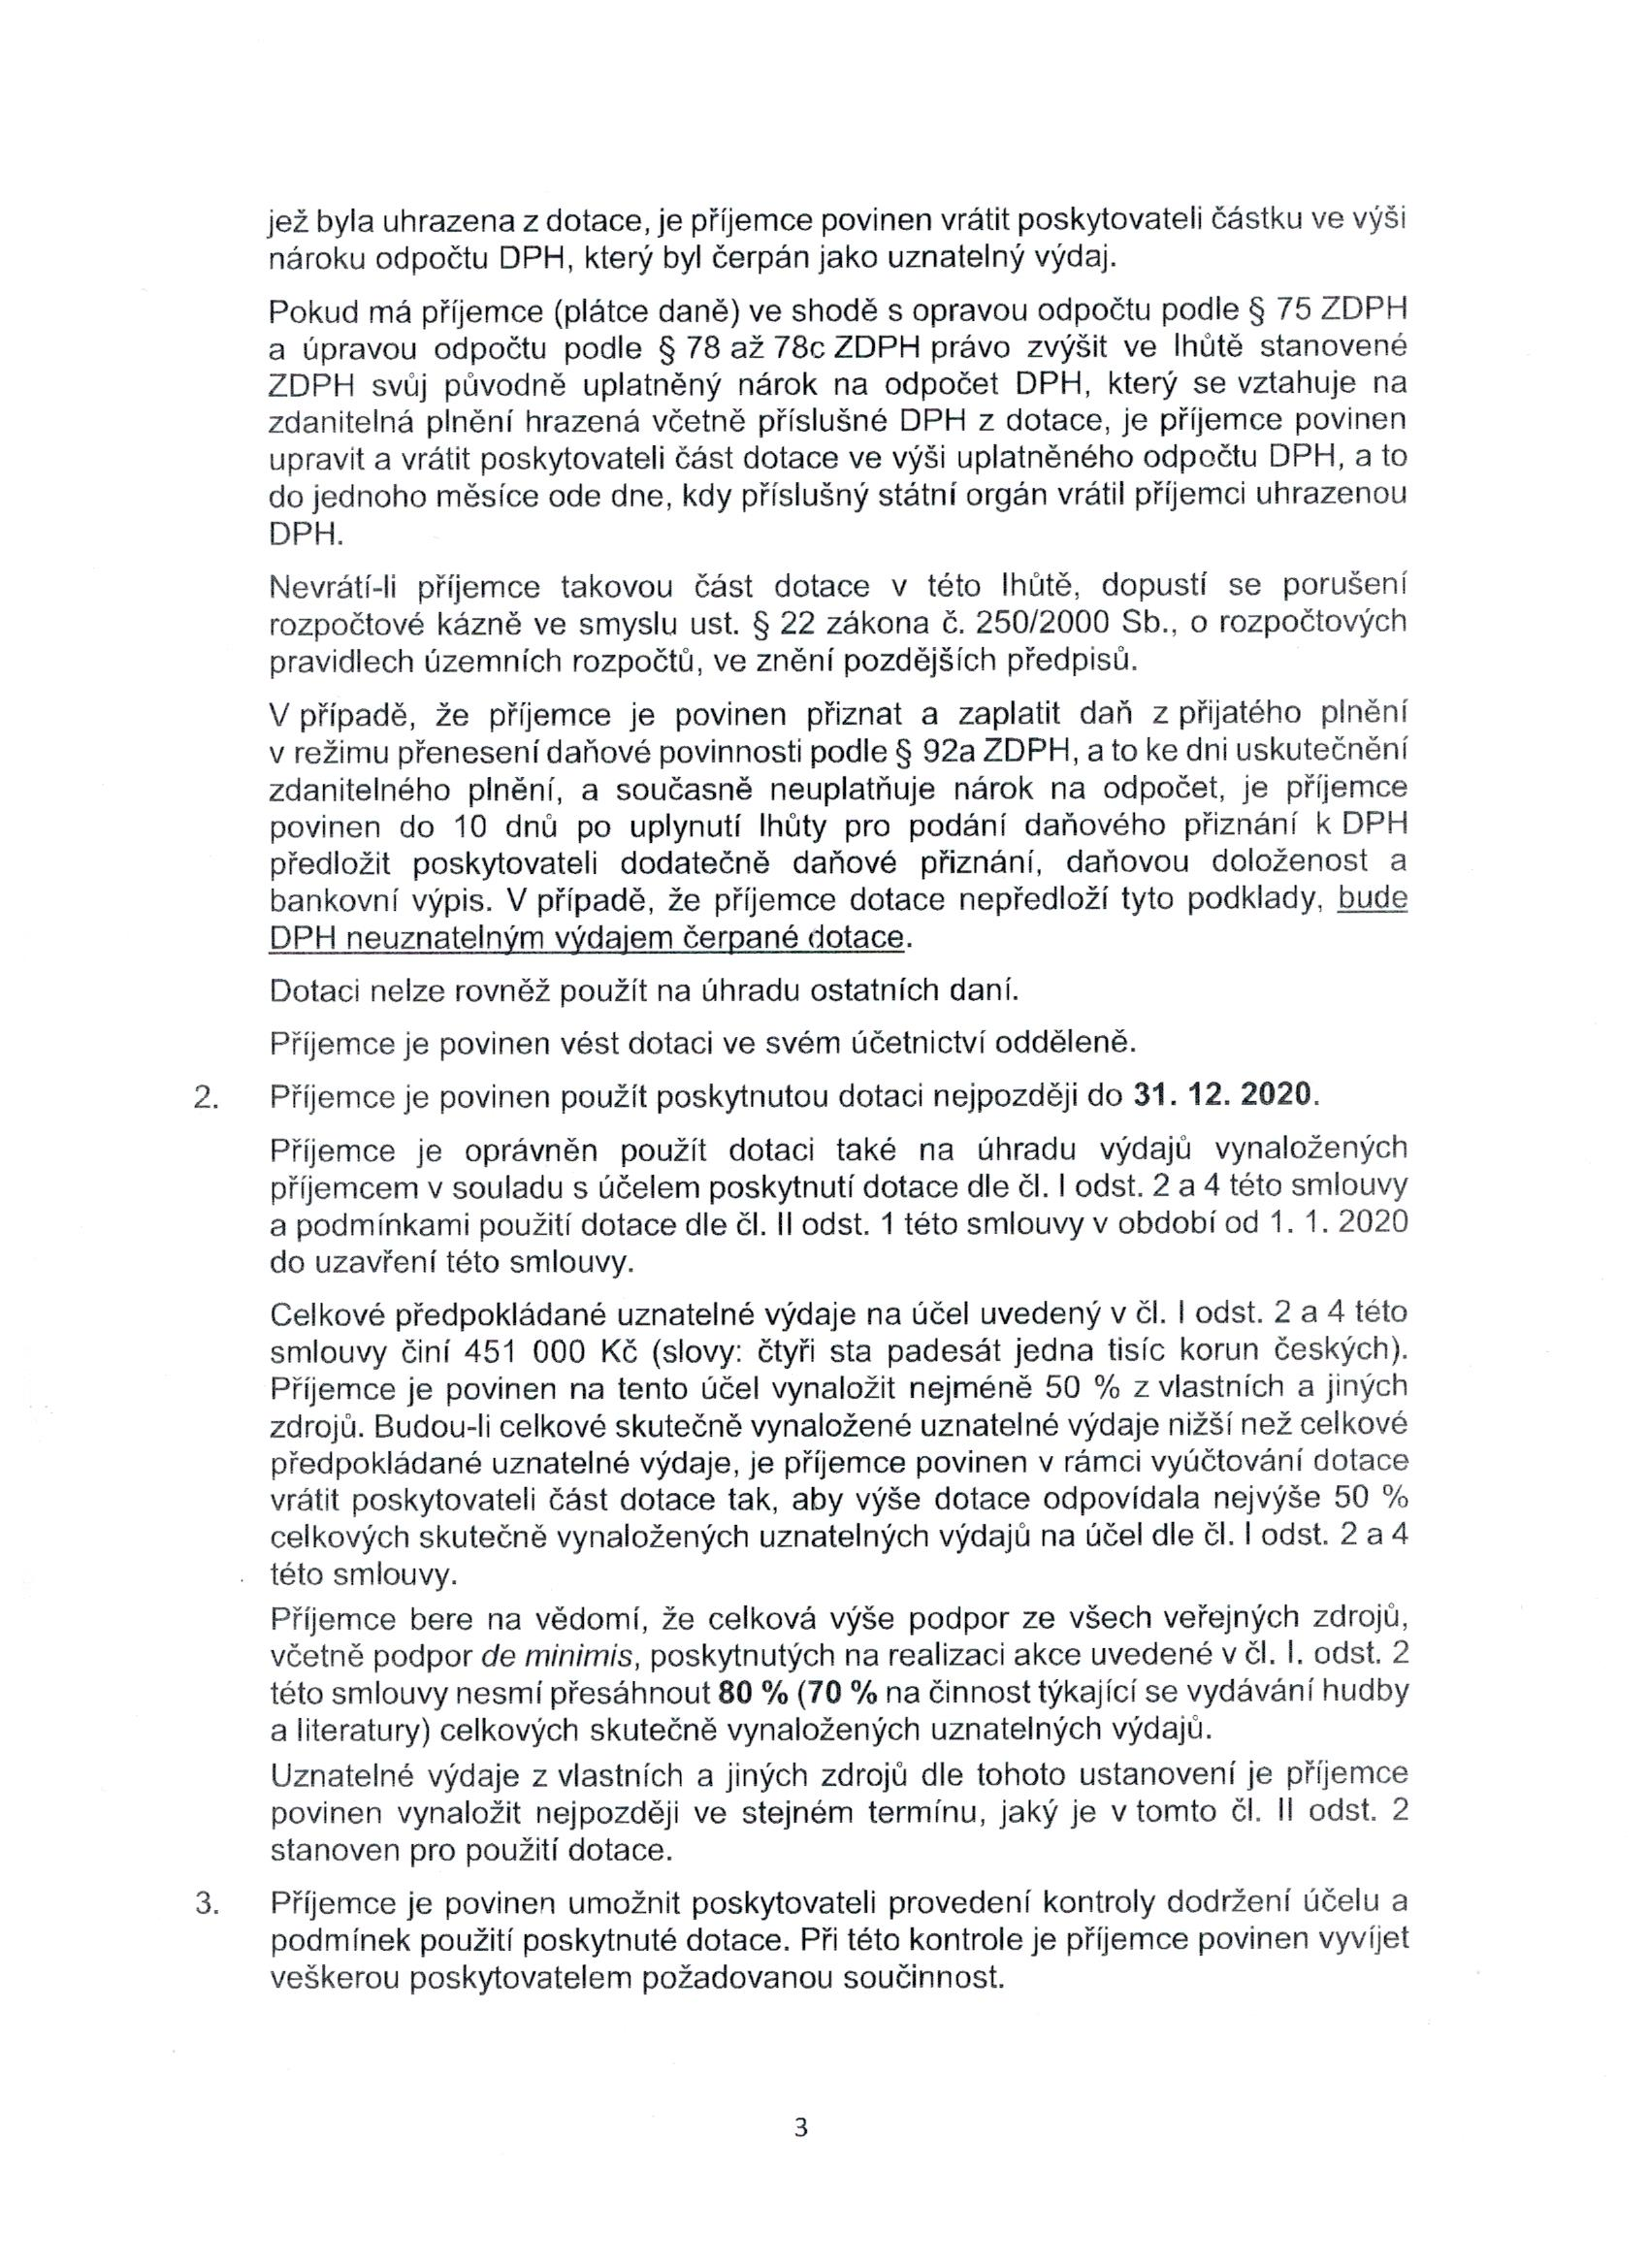 jež byla uhrazena z dotace, je příjemce povinen vrátit poskytovateli částku ve výši
nároku odpočtu DPH, který byl čerpán jako uznatelný výdaj.
Pokud má příjemce (plátce daně) ve shodě s opravou odpočtu podle § 75 ZDPH
a úpravou odpočtu podle § 78 až 78c ZDPH právo zvýšit ve lhůtě stanovené
ZDPH svůj původně uplatněný nárok na odpočet DPH, který se vztahuje na
zdanitelná plnění hrazená včetně příslušné DPH z dotace, je příjemce povinen
upravit a vrátit poskytovateli část dotace ve výši uplatněného odpočtu DPH, a to
do jednoho měsíce ode dne, kdy příslušný státní orgán vrátil příjemci uhrazenou
DPH.
Nevrátí-li příjemce takovou část dotace v této lhůtě, dopustí se porušení
rozpočtové kázně ve smyslu ust. § 22 zákona č. 250/2000 Sb., o rozpočtových
pravidlech územních rozpočtů, ve znění pozdějších předpisů.
V případě, že příjemce je povinen přiznat a zaplatit daň z přijatého plnění
v režimu přenesení daňové povinnosti podle § 92a ZDPH, a to ke dni uskutečnění
zdanitelného plnění, a současně neuplatňuje nárok na odpočet, je příjemce
povinen do 10 dnů po uplynutí lhůty pro podání daňového přiznání k DPH
předložit poskytovateli dodatečně daňové přiznání, daňovou doloženost a
bankovní výpis. V případě, že příjemce dotace nepředloží tyto podklady, bude
DPH neuznatelným výdajem čerpané dotace.
Dotaci nelze rovněž použít na úhradu ostatních daní.
Příjemce je povinen vést dotaci ve svém účetnictví odděleně.
2. Příjemce je povinen použít poskytnutou dotaci nejpozději do 31. 12. 2020.
Příjemce je oprávněn použít dotaci také na úhradu výdajů vynaložených
příjemcem v souladu s účelem poskytnutí dotace dle čl. I odst. 2 a 4 této smlouvy
a podmínkami použití dotace dle čl. II odst. 1 této smlouvy v období od 1. 1. 2020
do uzavření této smlouvy.
Celkové předpokládané uznatelné výdaje na účel uvedený v čl. I odst. 2 a 4 této
smlouvy činí 451 000 Kč (slovy: čtyři sta padesát jedna tisíc korun českých).
Příjemce je povinen na tento účel vynaložit nejméně 50 % z vlastních a jiných
zdrojů. Budou-li celkové skutečně vynaložené uznatelné výdaje nižší než celkové
předpokládané uznatelné výdaje, je příjemce povinen v rámci vyúčtování dotace
vrátit poskytovateli část dotace tak, aby výše dotace odpovídala nejvýše 50 %
celkových skutečně vynaložených uznatelných výdajů na účel dle čl. I odst. 2 a 4
této smlouvy.
Příjemce bere na vědomí, že celková výše podpor ze všech veřejných zdrojů,
včetně podpor de minimis, poskytnutých na realizaci akce uvedené v čl. I. odst. 2
této smlouvy nesmí přesáhnout 80 % (70 % na činnost týkající se vydávání hudby
a literatury) celkových skutečně vynaložených uznatelných výdajů.
Uznatelné výdaje z vlastních a jiných zdrojů dle tohoto ustanovení je příjemce
povinen vynaložit nejpozději ve stejném termínu, jaký je v tomto čl. II odst. 2
stanoven pro použití dotace.
3. Příjemce je povinen umožnit poskytovateli provedení kontroly dodržení účelu a
podmínek použití poskytnuté dotace. Při této kontrole je příjemce povinen vyvíjet
veškerou poskytovatelem požadovanou součinnost.
3